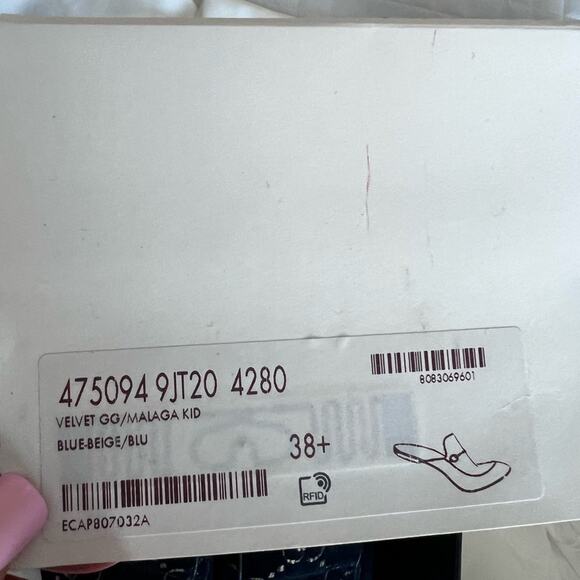 475094 9JT20 4280
8083069601
VELVET GG/MALAGA KID
BLUE-BEIGE/BLU
38+
RFID
ECAP807032A